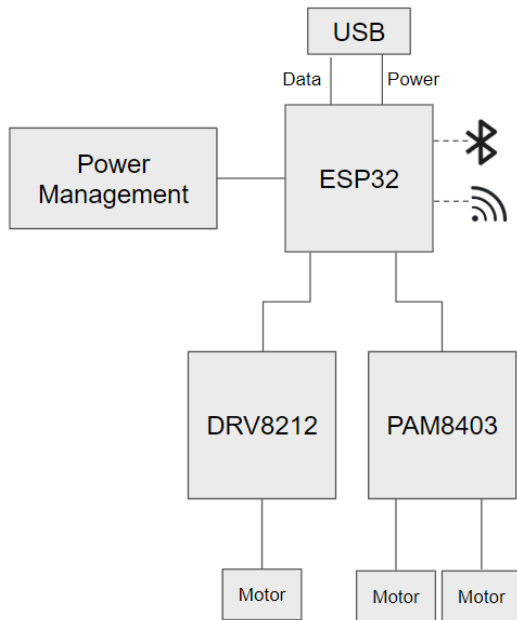 USB
Data
Power
Power
Management
ESP32
DRV8212
PAM8403
Motor
Motor
Motor